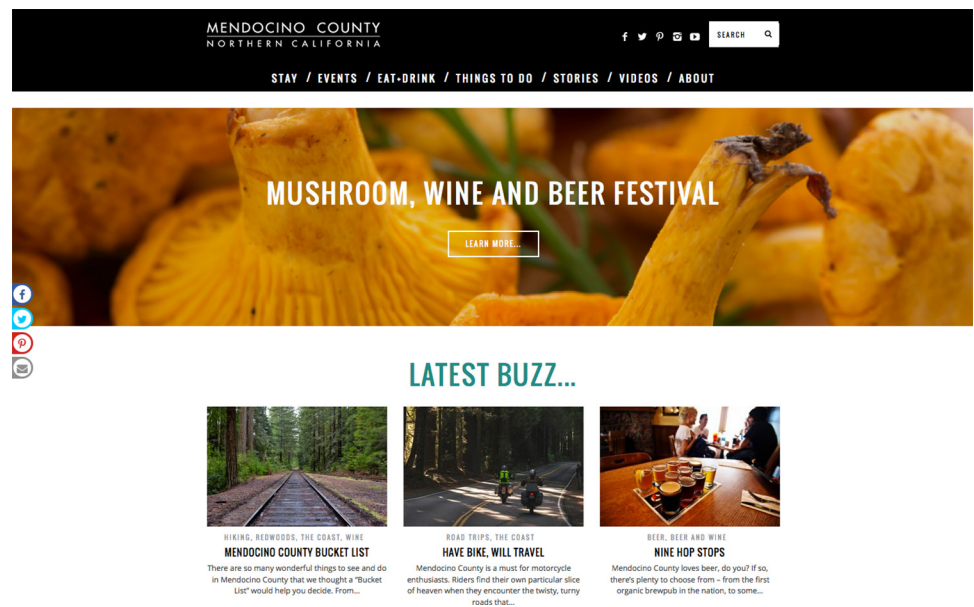 MENDOCINO COUNTY
NORTHERN CALIFORNIA
SEARCH
STAY / EVENTS / EAT+DRINK / THINGS TO DO / STORIES / VIDEOS / ABOUT
MUSHROOM, WINE AND BEER FESTIVAL
LEARN MORE...
LATEST BUZZ...
HIKING, REDWOODS, THE COAST, WINE
MENDOCINO COUNTY BUCKET LIST
There are so many wonderful things to see and do
in Mendocino County that we thought a “Bucket
List” would help you decide. From...
ROAD TRIPS, THE COAST
HAVE BIKE, WILL TRAVEL
Mendocino County is a must for motorcycle
enthusiasts. Riders find their own particular slice
of heaven when they encounter the twisty, turny
roads that...
BEER, BEER AND WINE
NINE HOP STOPS
Mendocino County loves beer, do you? If so,
there’s plenty to choose from – from the first
organic brewpub in the nation, to some...